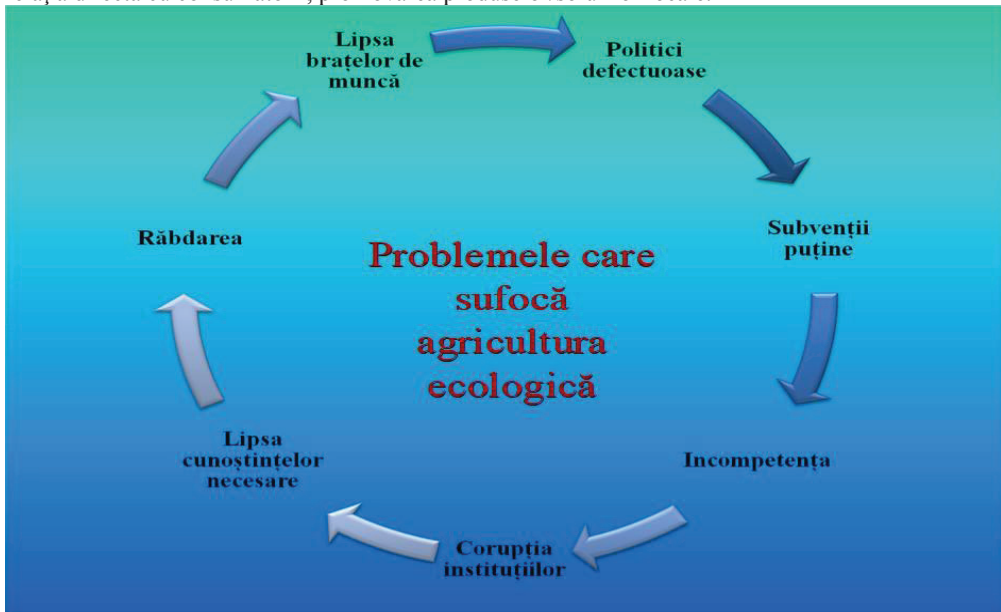 Lipsa
brațelor de
muncă
Politici
defectuoase
Subvenții
puține
Incompetența
Corupția
instituțiilor
Lipsa
cunoștințelor
necesare
Răbdarea
Problemele care
sufocă
agricultura
ecologică